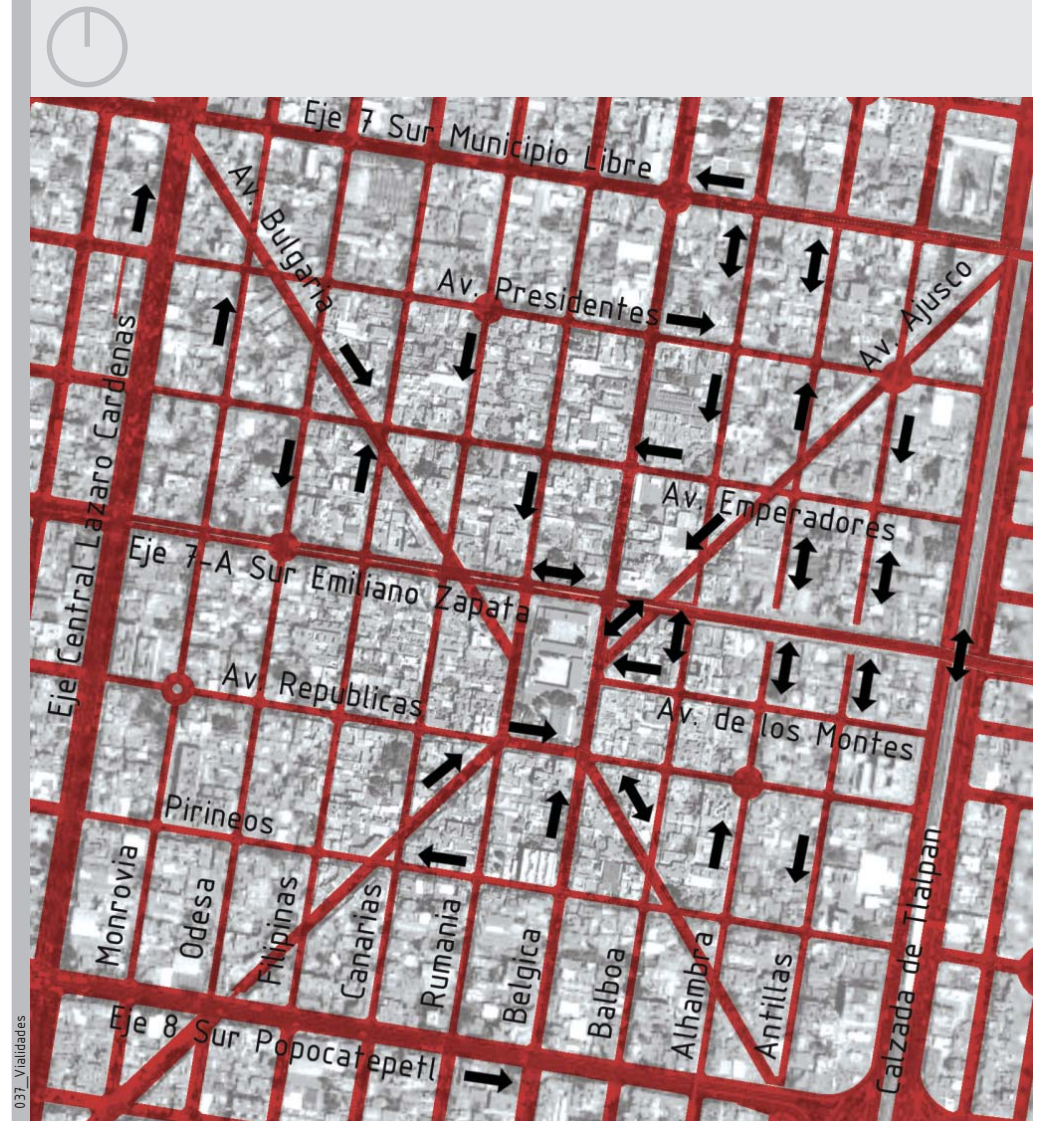 Eje 7 Sur Municipio Libre
Av. Bulgaria
Av. Presidentes
Av. Ajusco
Eje Central Lazaro Cardenas
Av. Emperadores
Eje 7-A Sur Emiliano Zapata
Av. Republicas
Av. de los Montes
Pirineos
Monrovia
Odesa
Filipinas
Canarias
Rumania
Belgica
Balboa
Alhambra
Antillas
Calzada de Tlalpan
Eje 8 Sur Popocatepetl
037_Vialidades